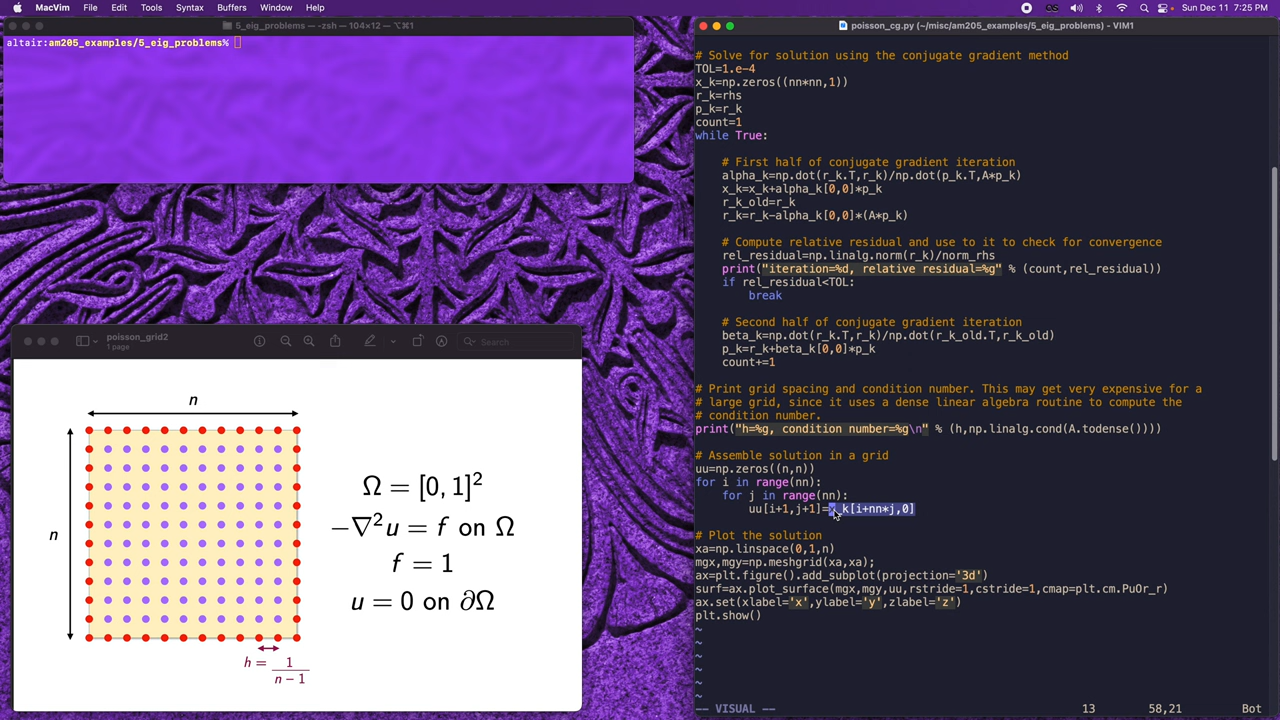 MacVim File Edit Tools Syntax Buffers Window Help Sun Dec 11 7:25 PM
5_eig_problems — -zsh — 104×12 — ⌥⌘1
altair:am205_examples/5_eig_problems%
poisson_grid2
1 page
Search
n
n
Ω = [0, 1]²
−∇²u = f on Ω
f = 1
u = 0 on ∂Ω
h = 1/(n − 1)
poisson_cg.py (~/misc/am205_examples/5_eig_problems) - VIM1
# Solve for solution using the conjugate gradient method
TOL=1.e-4
x_k=np.zeros((nn*nn,1))
r_k=rhs
p_k=r_k
count=1
while True:
# First half of conjugate gradient iteration
alpha_k=np.dot(r_k.T,r_k)/np.dot(p_k.T,A*p_k)
x_k=x_k+alpha_k[0,0]*p_k
r_k_old=r_k
r_k=r_k-alpha_k[0,0]*(A*p_k)
# Compute relative residual and use to it to check for convergence
rel_residual=np.linalg.norm(r_k)/norm_rhs
print("iteration=%d, relative residual=%g" % (count,rel_residual))
if rel_residual<TOL:
break
# Second half of conjugate gradient iteration
beta_k=np.dot(r_k.T,r_k)/np.dot(r_k_old.T,r_k_old)
p_k=r_k+beta_k[0,0]*p_k
count+=1
# Print grid spacing and condition number. This may get very expensive for a
# large grid, since it uses a dense linear algebra routine to compute the
# condition number.
print("h=%g, condition number=%g\n" % (h,np.linalg.cond(A.todense())))
# Assemble solution in a grid
uu=np.zeros((n,n))
for i in range(nn):
for j in range(nn):
uu[i+1,j+1]=x_k[i+nn*j,0]
# Plot the solution
xa=np.linspace(0,1,n)
mgx,mgy=np.meshgrid(xa,xa);
ax=plt.figure().add_subplot(projection='3d')
surf=ax.plot_surface(mgx,mgy,uu,rstride=1,cstride=1,cmap=plt.cm.PuOr_r)
ax.set(xlabel='x',ylabel='y',zlabel='z')
plt.show()
~
~
~
~
~
~
-- VISUAL -- 13 58,21 Bot